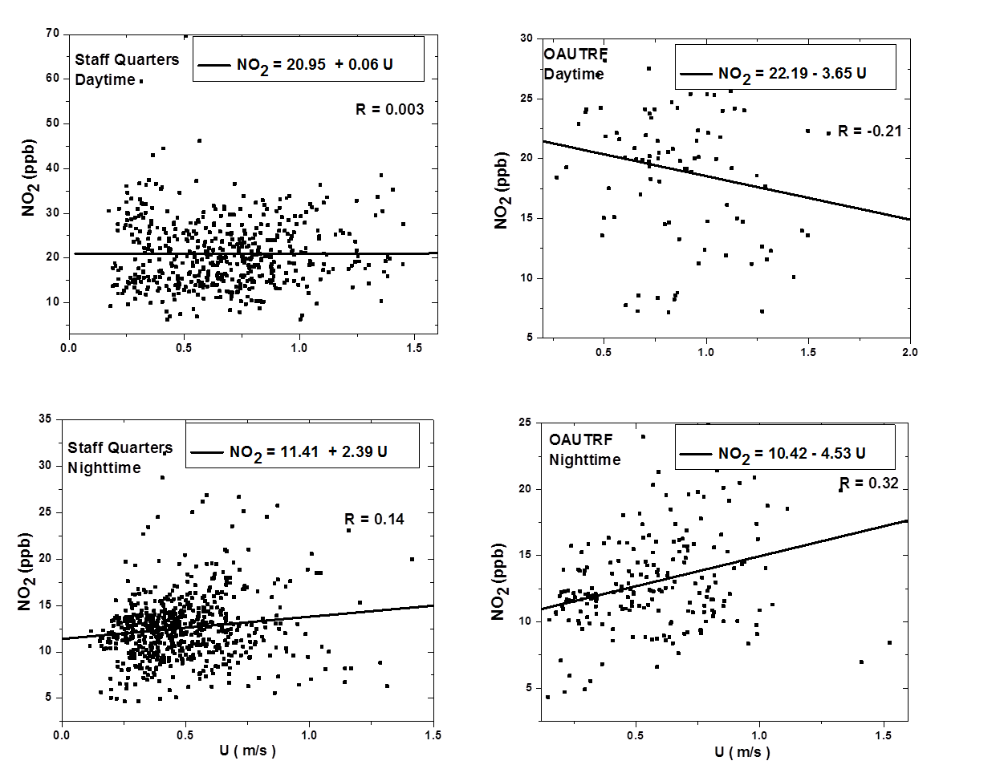 70
60
50
40
30
20
10
0.0 0.5 1.0 1.5
NO2 (ppb)
Staff Quarters
Daytime
NO2 = 20.95 + 0.06 U
R = 0.003
30
25
20
15
10
5
0.5 1.0 1.5 2.0
NO2 (ppb)
OAUTRF
Daytime
NO2 = 22.19 - 3.65 U
R = -0.21
35
30
25
20
15
10
5
0.0 0.5 1.0 1.5
NO2 (ppb)
U ( m/s )
Staff Quarters
Nighttime
NO2 = 11.41 + 2.39 U
R = 0.14
25
20
15
10
5
0.5 1.0 1.5
NO2 (ppb)
U ( m/s )
OAUTRF
Nighttime
NO2 = 10.42 - 4.53 U
R = 0.32